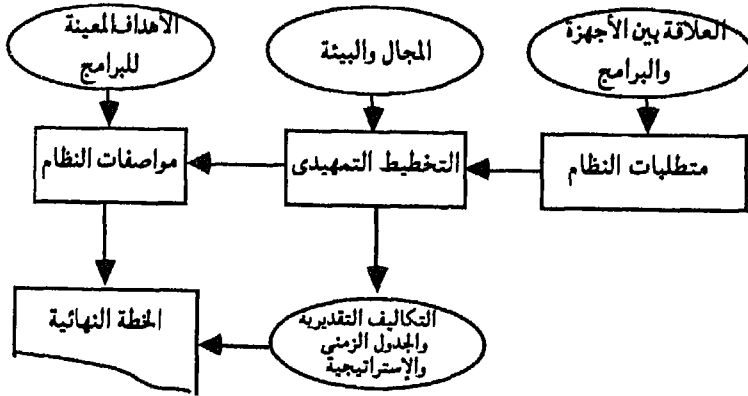 العلاقة بين الأجهزة
والبرامج
المجال والبيئة
الأهداف المعينة
للبرامج
متطلبات النظام
التخطيط التمهيدى
مواصفات النظام
التكاليف التقديرية
والجدول الزمنى
والإستراتيجية
الخطة النهائية